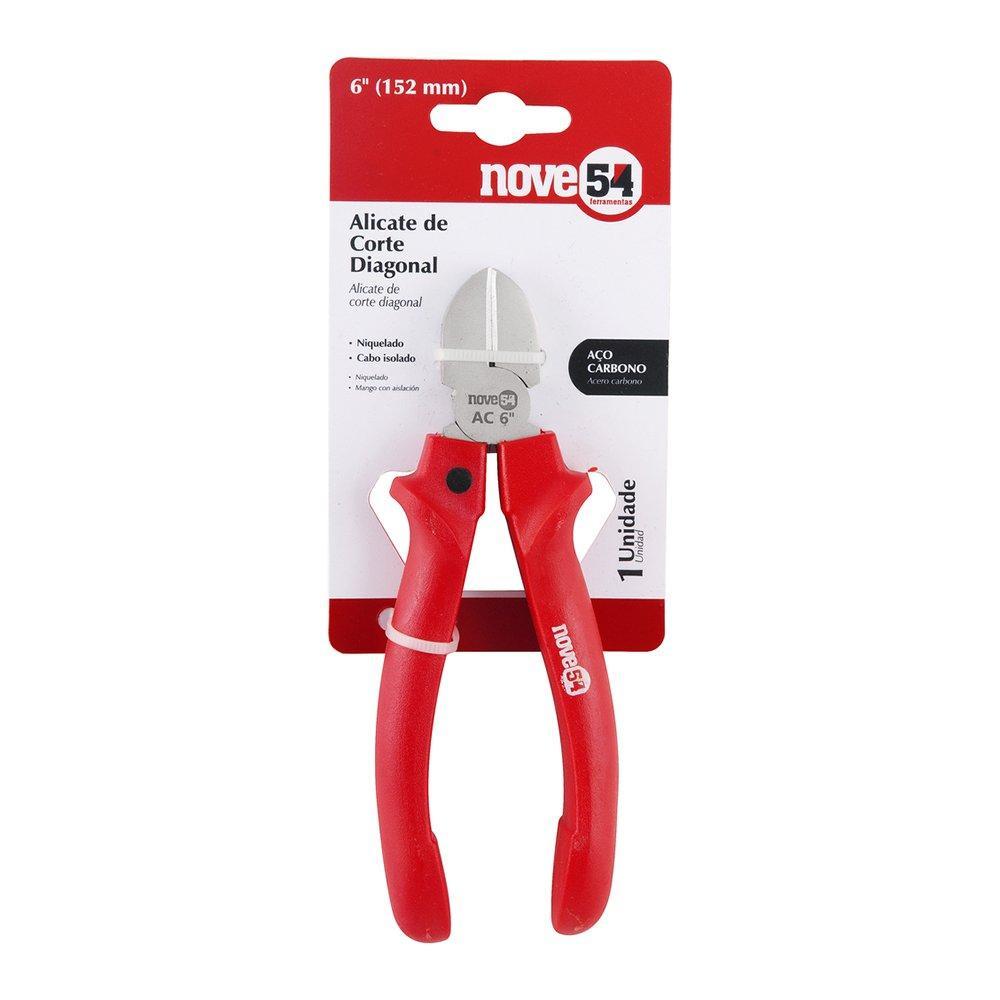 6" (152 mm)
nove54
ferramentas
Alicate de
Corte
Diagonal
Alicate de
corte diagonal
• Niquelado
• Cabo isolado
• Niquelado
• Mango con aislación
AÇO
CARBONO
Acero carbono
nove54
AC 6"
1 Unidade
Unidad
nove54